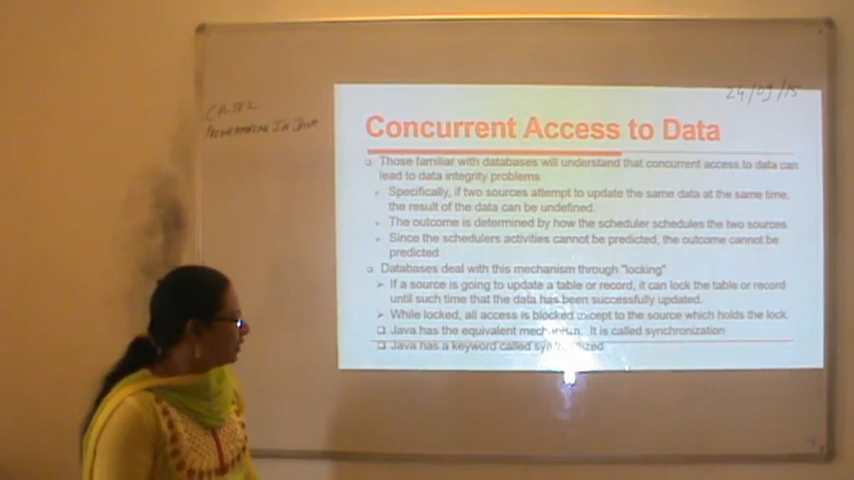 24/09/15
PROGRAMMING IN JAVA
Concurrent Access to Data
Those familiar with databases will understand that concurrent access to data can
lead to data integrity problems
Specifically, if two sources attempt to update the same data at the same time,
the result of the data can be undefined.
The outcome is determined by how the scheduler schedules the two sources.
Since the schedulers activities cannot be predicted, the outcome cannot be
predicted
Databases deal with this mechanism through "locking"
If a source is going to update a table or record, it can lock the table or record
until such time that the data has been successfully updated.
While locked, all access is blocked except to the source which holds the lock.
Java has the equivalent mechanism. It is called synchronization
Java has a keyword called synchronized